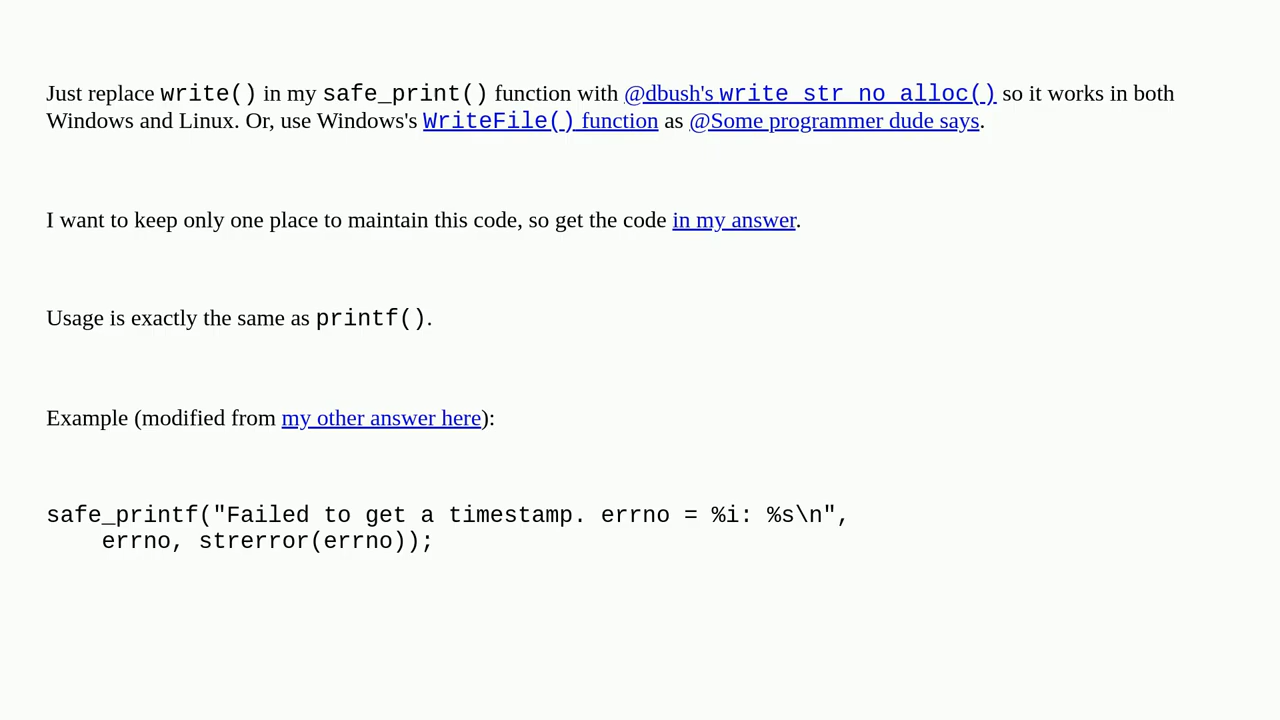 Just replace write() in my safe_print() function with @dbush's write_str_no_alloc() so it works in both
Windows and Linux. Or, use Windows's WriteFile() function as @Some programmer dude says.
I want to keep only one place to maintain this code, so get the code in my answer.
Usage is exactly the same as printf().
Example (modified from my other answer here):
safe_printf("Failed to get a timestamp. errno = %i: %s\n",
    errno, strerror(errno));